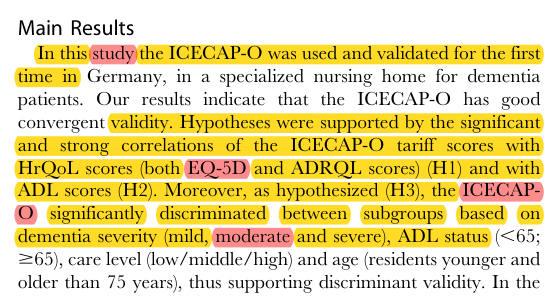 Main Results
In this study the ICECAP-O was used and validated for the first
time in Germany, in a specialized nursing home for dementia
patients. Our results indicate that the ICECAP-O has good
convergent validity. Hypotheses were supported by the significant
and strong correlations of the ICECAP-O tariff scores with
HrQoL scores (both EQ-5D and ADRQL scores) (H1) and with
ADL scores (H2). Moreover, as hypothesized (H3), the ICECAP-
O significantly discriminated between subgroups based on
dementia severity (mild, moderate and severe), ADL status (<65;
≥65), care level (low/middle/high) and age (residents younger and
older than 75 years), thus supporting discriminant validity. In the